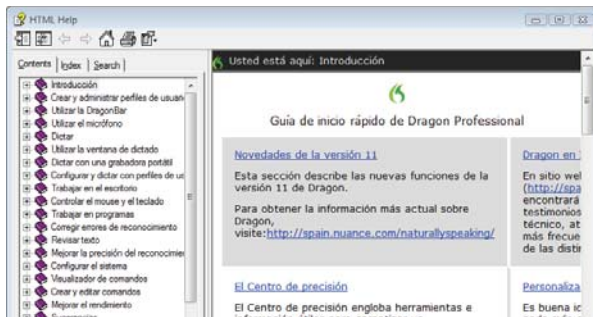 HTML Help
Contents Index Search
Introducción
Crear y administrar perfiles de usuari
Utilizar la DragonBar
Utilizar el micrófono
Dictar
Utilizar la ventana de dictado
Dictar con una grabadora portátil
Configurar y dictar con perfiles de us
Trabajar en el escritorio
Controlar el mouse y el teclado
Trabajar en programas
Corregir errores de reconocimiento
Revisar texto
Mejorar la precisión del reconocimie
Configurar el sistema
Visualizador de comandos
Crear y editar comandos
Mejorar el rendimiento
Usted está aquí: Introducción
Guía de inicio rápido de Dragon Professional
Novedades de la versión 11
Esta sección describe las nuevas funciones de la
versión 11 de Dragon.
Para obtener la información más actual sobre
Dragon,
visite:http://spain.nuance.com/naturallyspeaking/
Dragon en
En sitio wel
(http://spa
encontrará
testimonios
técnico, at
más frecue
de las distin
El Centro de precisión
El Centro de precisión engloba herramientas e
Personaliza
Es buena ic